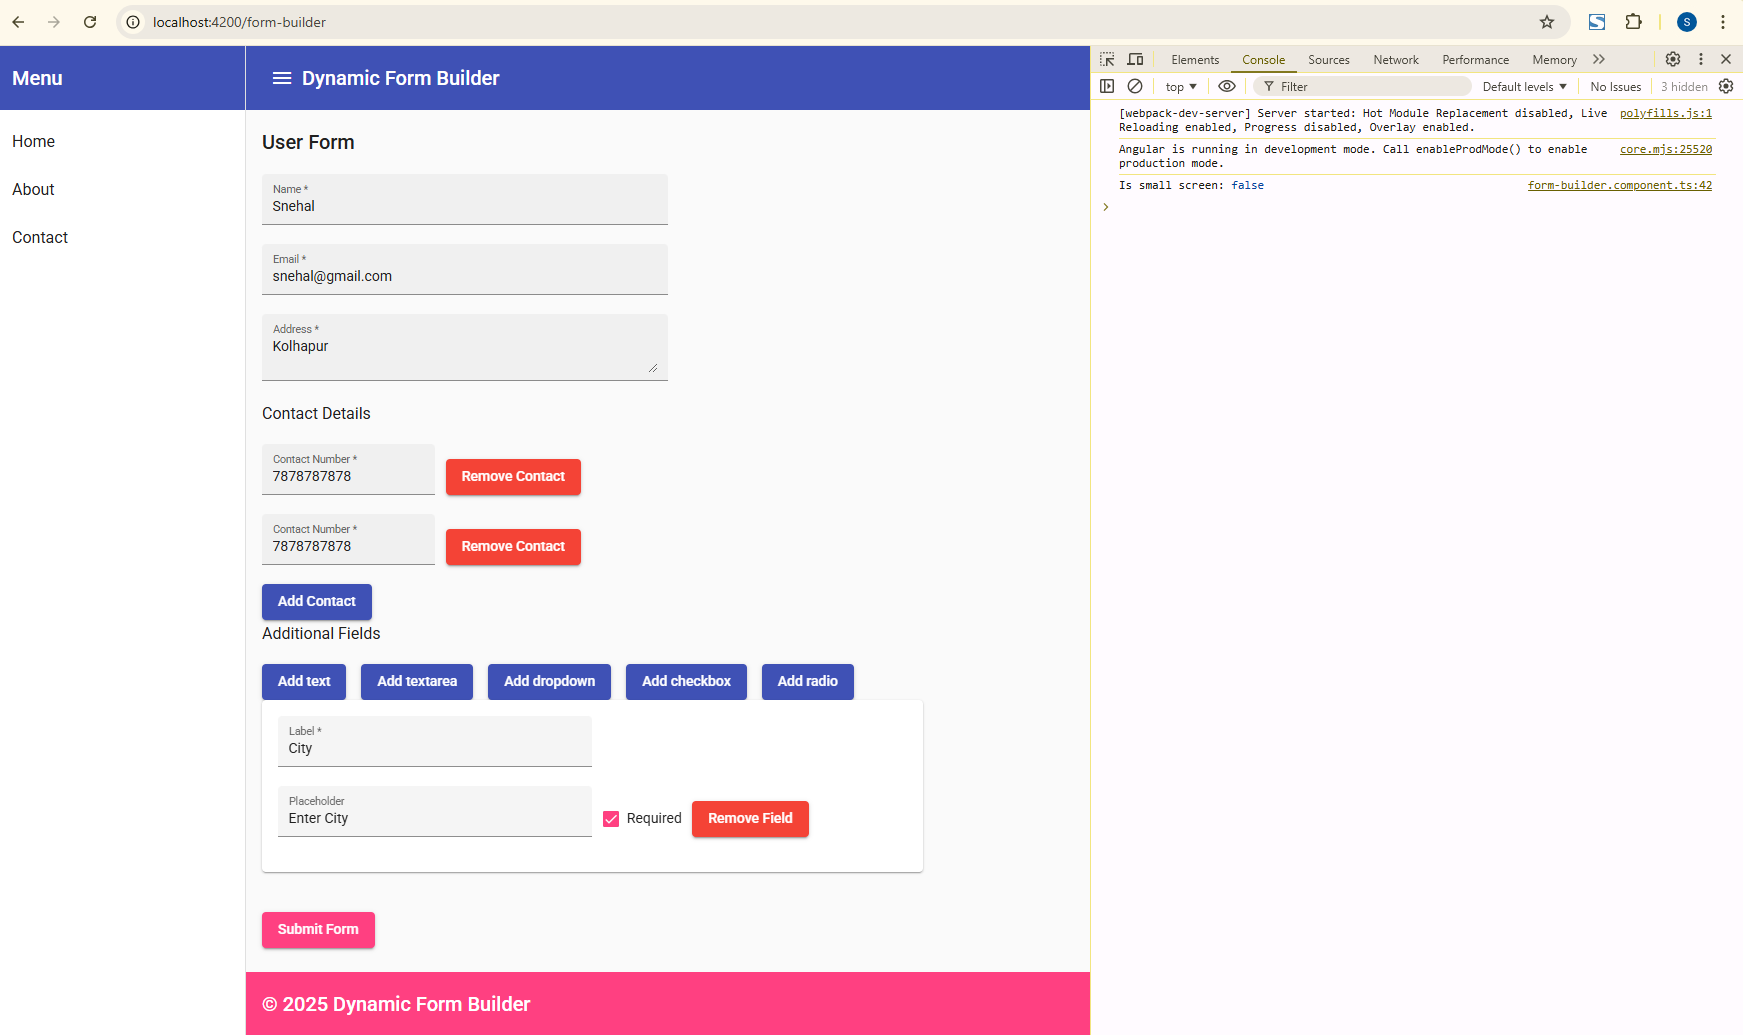 localhost:4200/form-builder
S
Menu
Dynamic Form Builder
Home
About
Contact
User Form
Name *
Snehal
Email *
snehal@gmail.com
Address *
Kolhapur
Contact Details
Contact Number *
7878787878
Remove Contact
Contact Number *
7878787878
Remove Contact
Add Contact
Additional Fields
Add text Add textarea Add dropdown Add checkbox Add radio
Label *
City
Placeholder
Enter City
Required Remove Field
Submit Form
© 2025 Dynamic Form Builder
Elements Console Sources Network Performance Memory
top Filter Default levels No Issues 3 hidden
[webpack-dev-server] Server started: Hot Module Replacement disabled, Live polyfills.js:1
Reloading enabled, Progress disabled, Overlay enabled.
Angular is running in development mode. Call enableProdMode() to enable core.mjs:25520
production mode.
Is small screen: false form-builder.component.ts:42